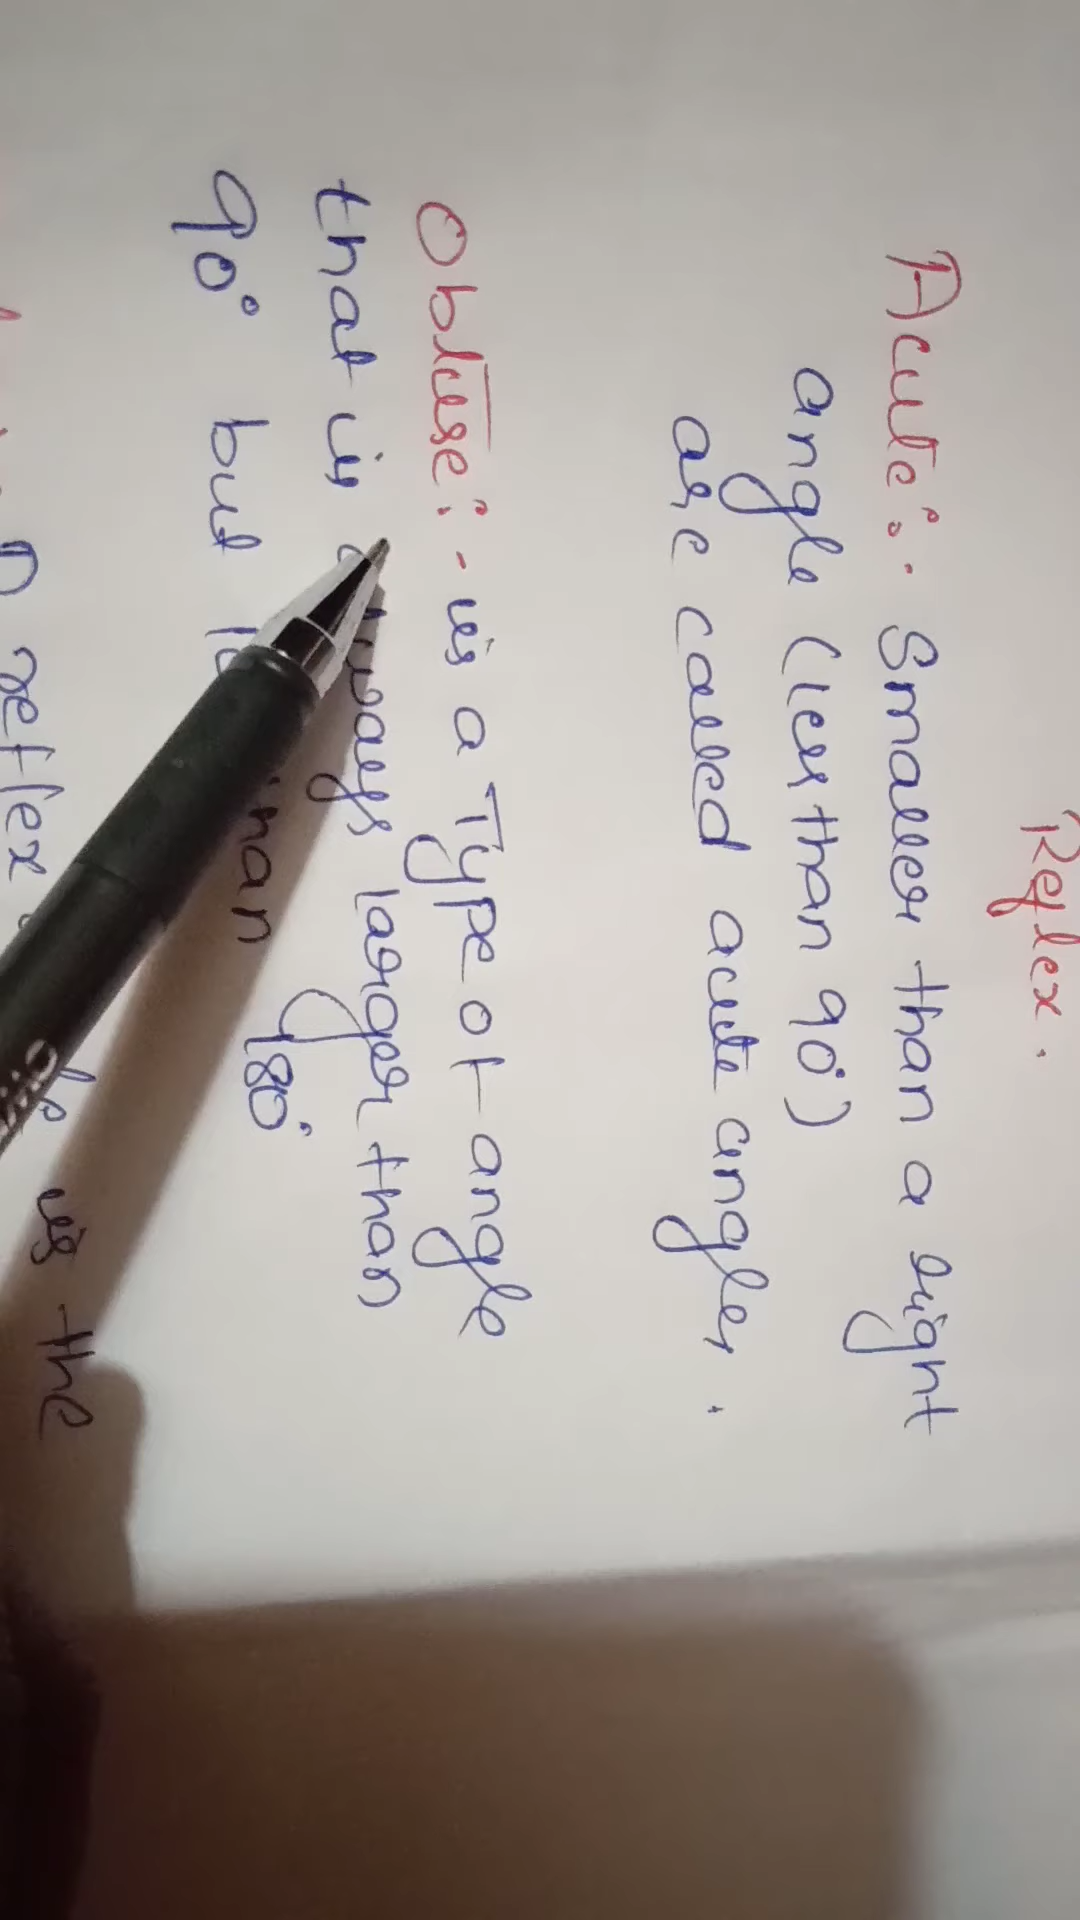 Reflex.
Acute:- Smaller than a right
angle (less than 90°)
are called acute angles.
Obtuse:- is a Type of angle
that is always larger than
90° but than 180°
reflex is the